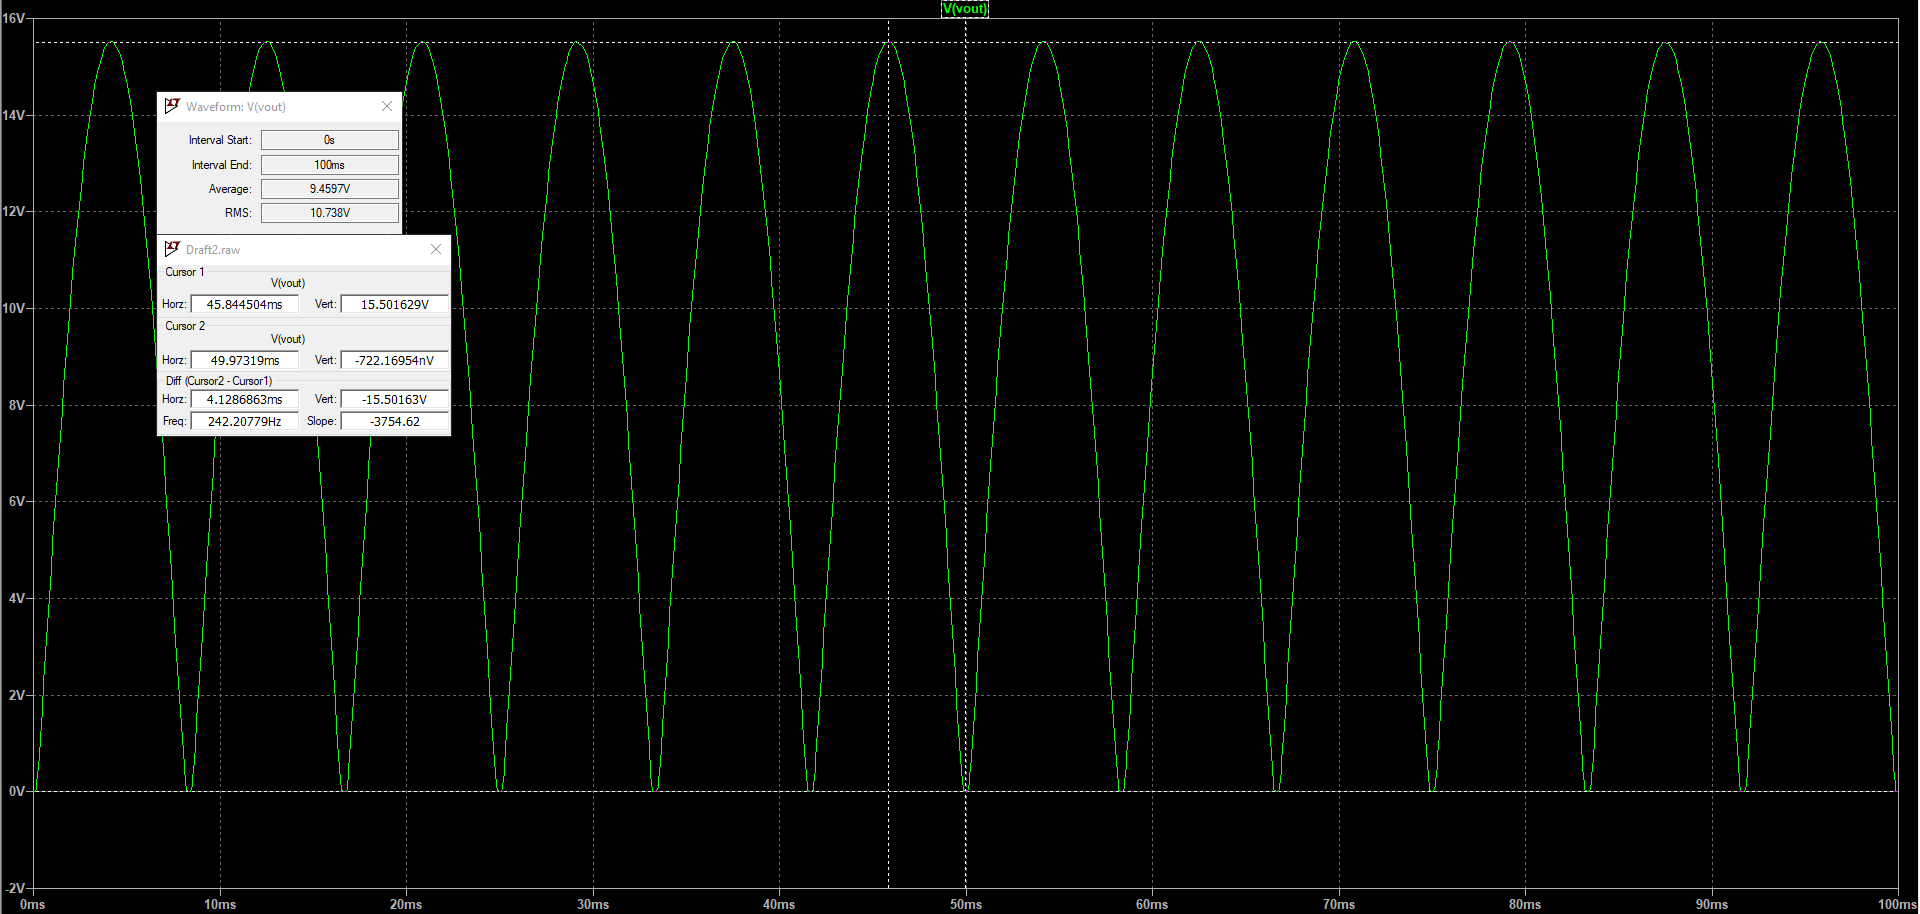 V(vout)
16V
14V
12V
10V
8V
6V
4V
2V
0V
-2V
Waveform: V(vout)
Interval Start: 0s
Interval End: 100ms
Average: 9.4597V
RMS: 10.738V
Draft2.raw
Cursor 1
V(vout)
Horz: 45.844504ms Vert: 15.501629V
Cursor 2
V(vout)
Horz: 49.97319ms Vert: -722.16954nV
Diff (Cursor2 - Cursor1)
Horz: 4.1286863ms Vert: -15.50163V
Freq: 242.20779Hz Slope: -3754.62
0ms 10ms 20ms 30ms 40ms 50ms 60ms 70ms 80ms 90ms 100ms